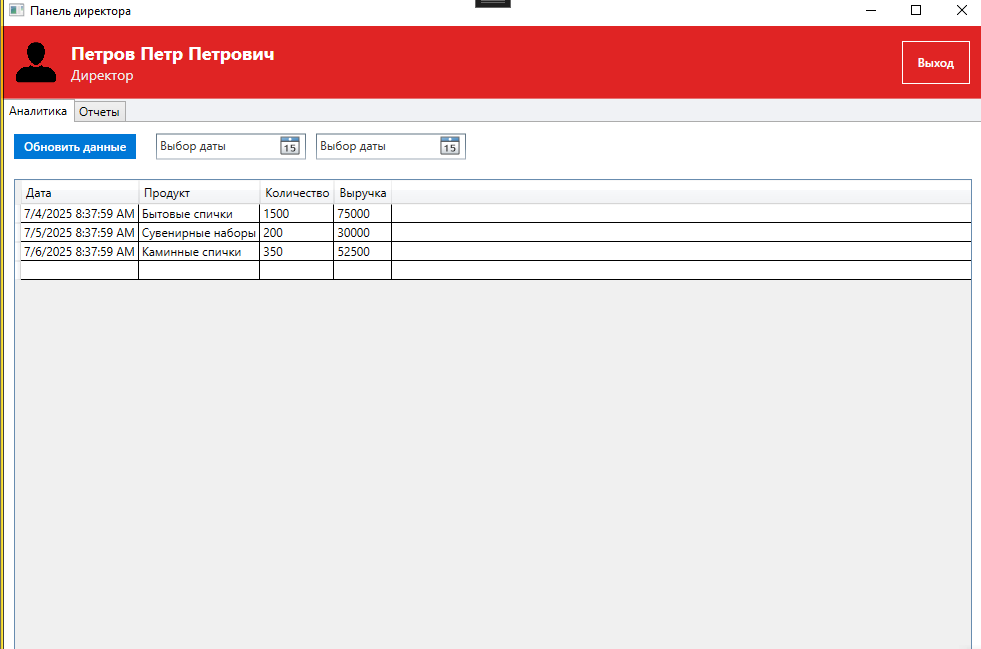 Панель директора
Петров Петр Петрович
Директор
Выход
Аналитика Отчеты
Обновить данные Выбор даты 15 Выбор даты 15
Дата Продукт Количество Выручка
7/4/2025 8:37:59 AM Бытовые спички 1500 75000
7/5/2025 8:37:59 AM Сувенирные наборы 200 30000
7/6/2025 8:37:59 AM Каминные спички 350 52500